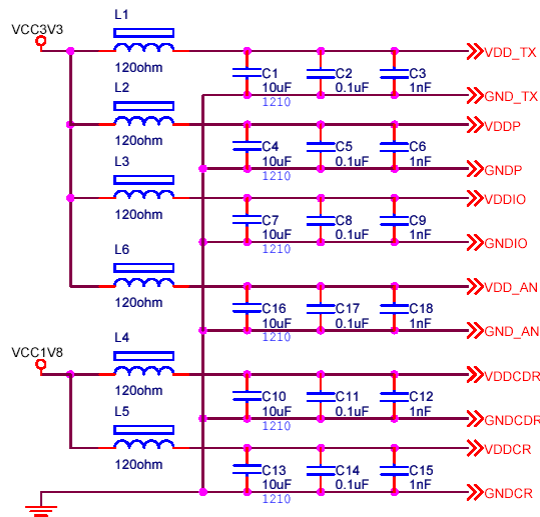 L1
VCC3V3
VDD_TX
120ohm
C1
10uF
1210
C2
0.1uF
C3
1nF
L2
GND_TX
VDDP
120ohm
C4
10uF
1210
C5
0.1uF
C6
1nF
L3
GNDP
VDDIO
120ohm
C7
10uF
1210
C8
0.1uF
C9
1nF
L6
GNDIO
VDD_AN
120ohm
C16
10uF
1210
C17
0.1uF
C18
1nF
L4
GND_AN
VCC1V8
VDDCDR
120ohm
C10
10uF
1210
C11
0.1uF
C12
1nF
L5
GNDCDR
VDDCR
120ohm
C13
10uF
1210
C14
0.1uF
C15
1nF
GNDCR